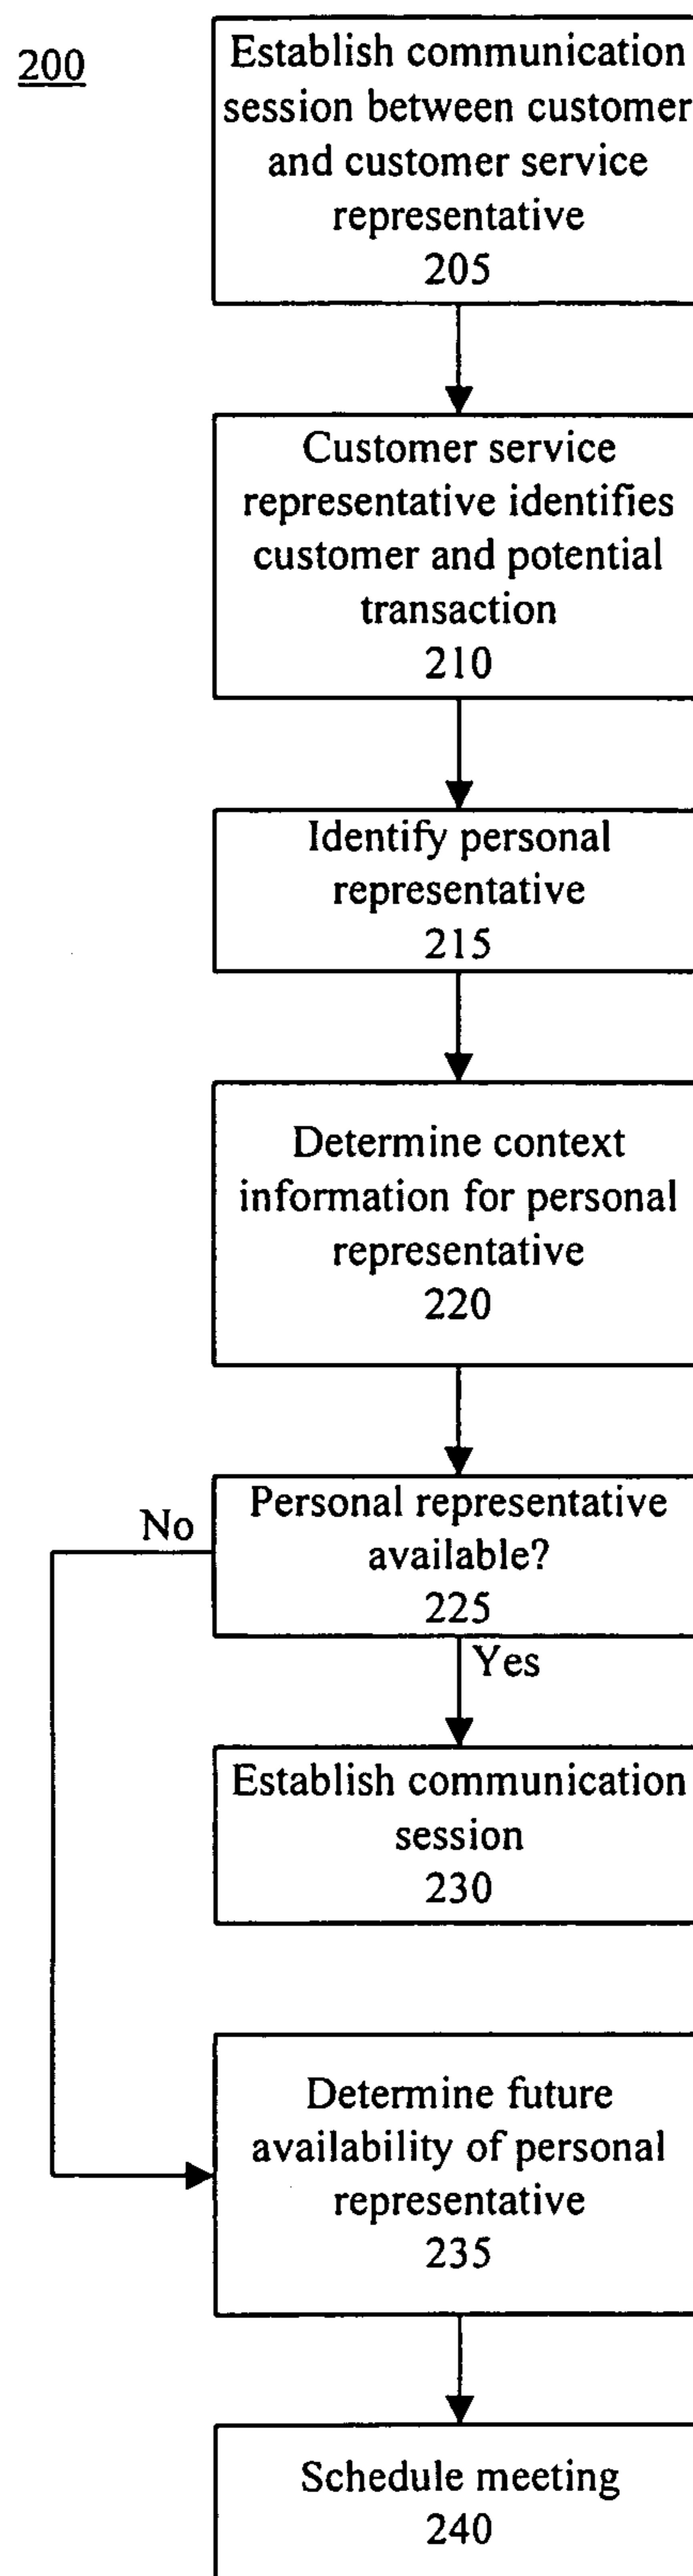 200
Establish communication
session between customer
and customer service
representative
205
Customer service
representative identifies
customer and potential
transaction
210
Identify personal
representative
215
Determine context
information for personal
representative
220
Personal representative
available?
225
No
Yes
Establish communication
session
230
Determine future
availability of personal
representative
235
Schedule meeting
240